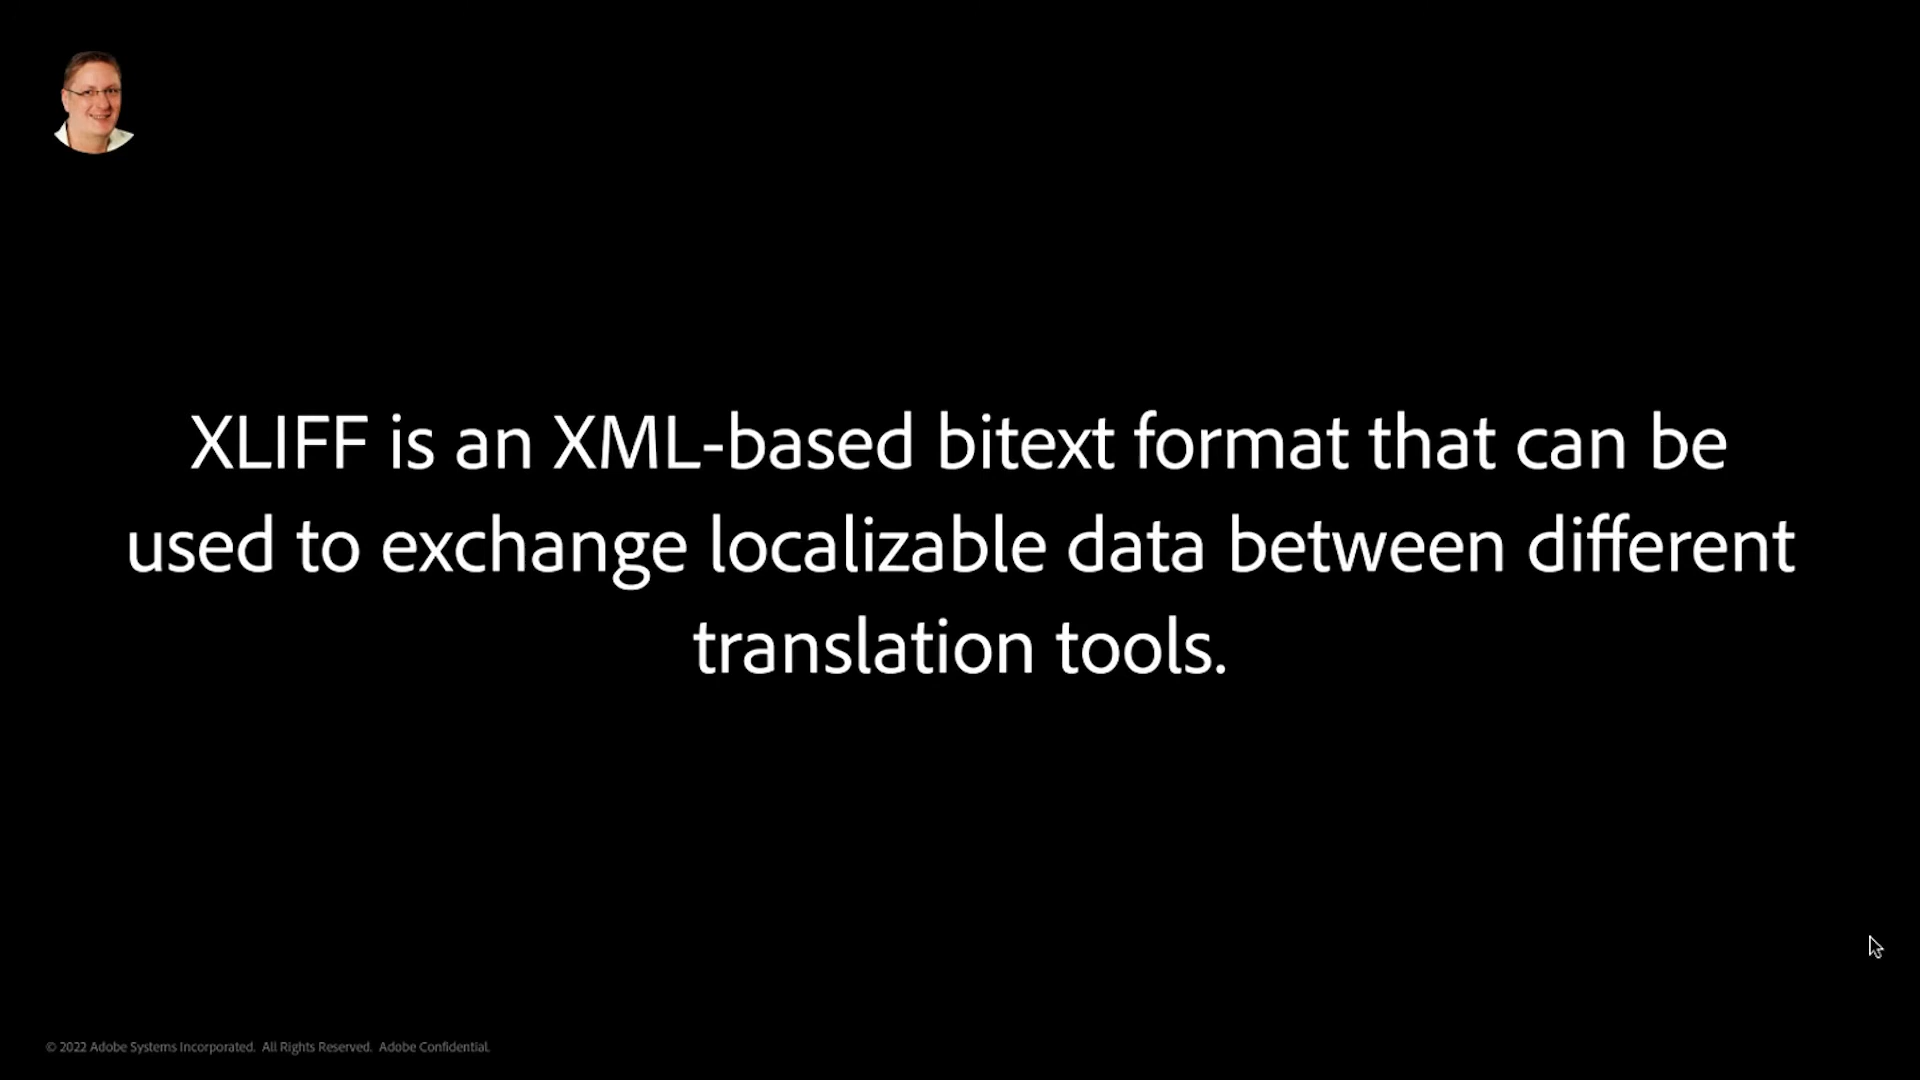 XLIFF is an XML-based bitext format that can be
used to exchange localizable data between different
translation tools.
© 2022 Adobe Systems Incorporated. All Rights Reserved. Adobe Confidential.